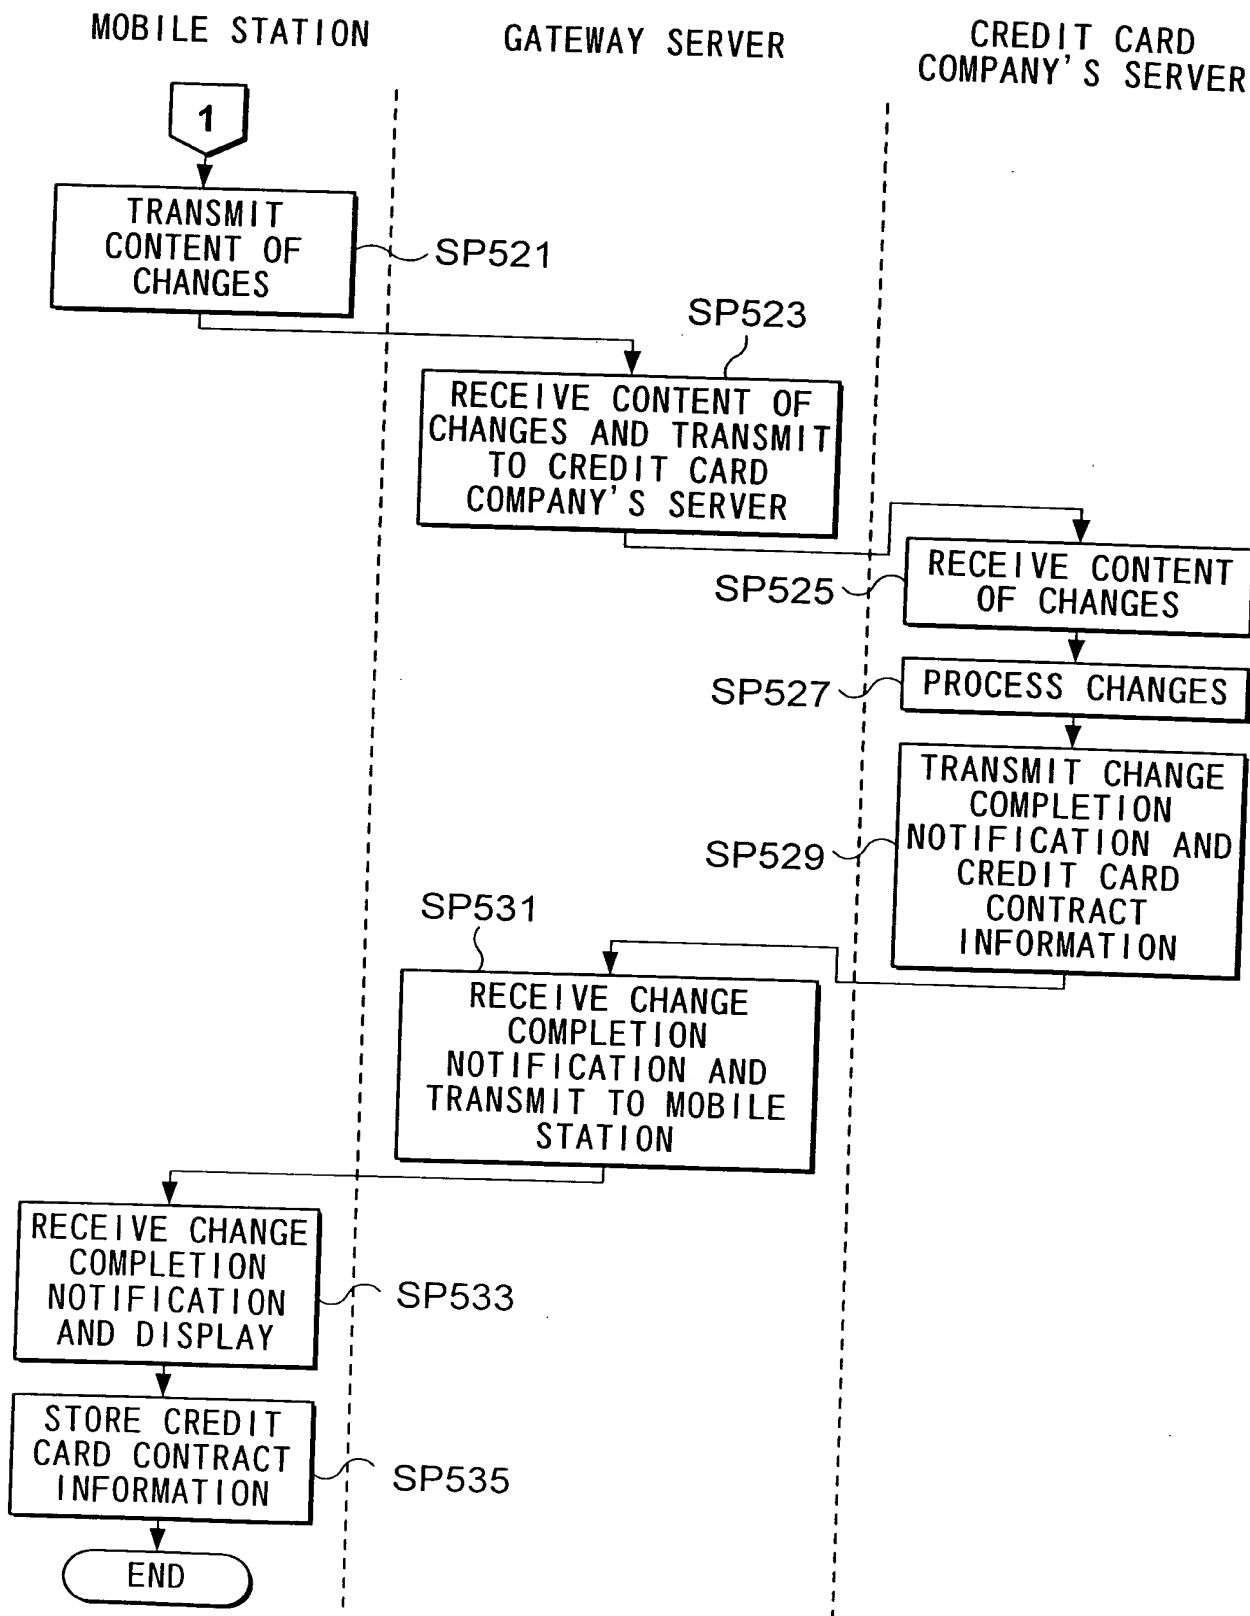 MOBILE STATION
GATEWAY SERVER
CREDIT CARD
COMPANY'S SERVER
1
TRANSMIT
CONTENT OF
CHANGES
SP521
SP523
RECEIVE CONTENT OF
CHANGES AND TRANSMIT
TO CREDIT CARD
COMPANY'S SERVER
RECEIVE CONTENT
OF CHANGES
SP525
PROCESS CHANGES
SP527
TRANSMIT CHANGE
COMPLETION
NOTIFICATION AND
CREDIT CARD
CONTRACT
INFORMATION
SP529
SP531
RECEIVE CHANGE
COMPLETION
NOTIFICATION AND
TRANSMIT TO MOBILE
STATION
RECEIVE CHANGE
COMPLETION
NOTIFICATION
AND DISPLAY
SP533
STORE CREDIT
CARD CONTRACT
INFORMATION
SP535
END